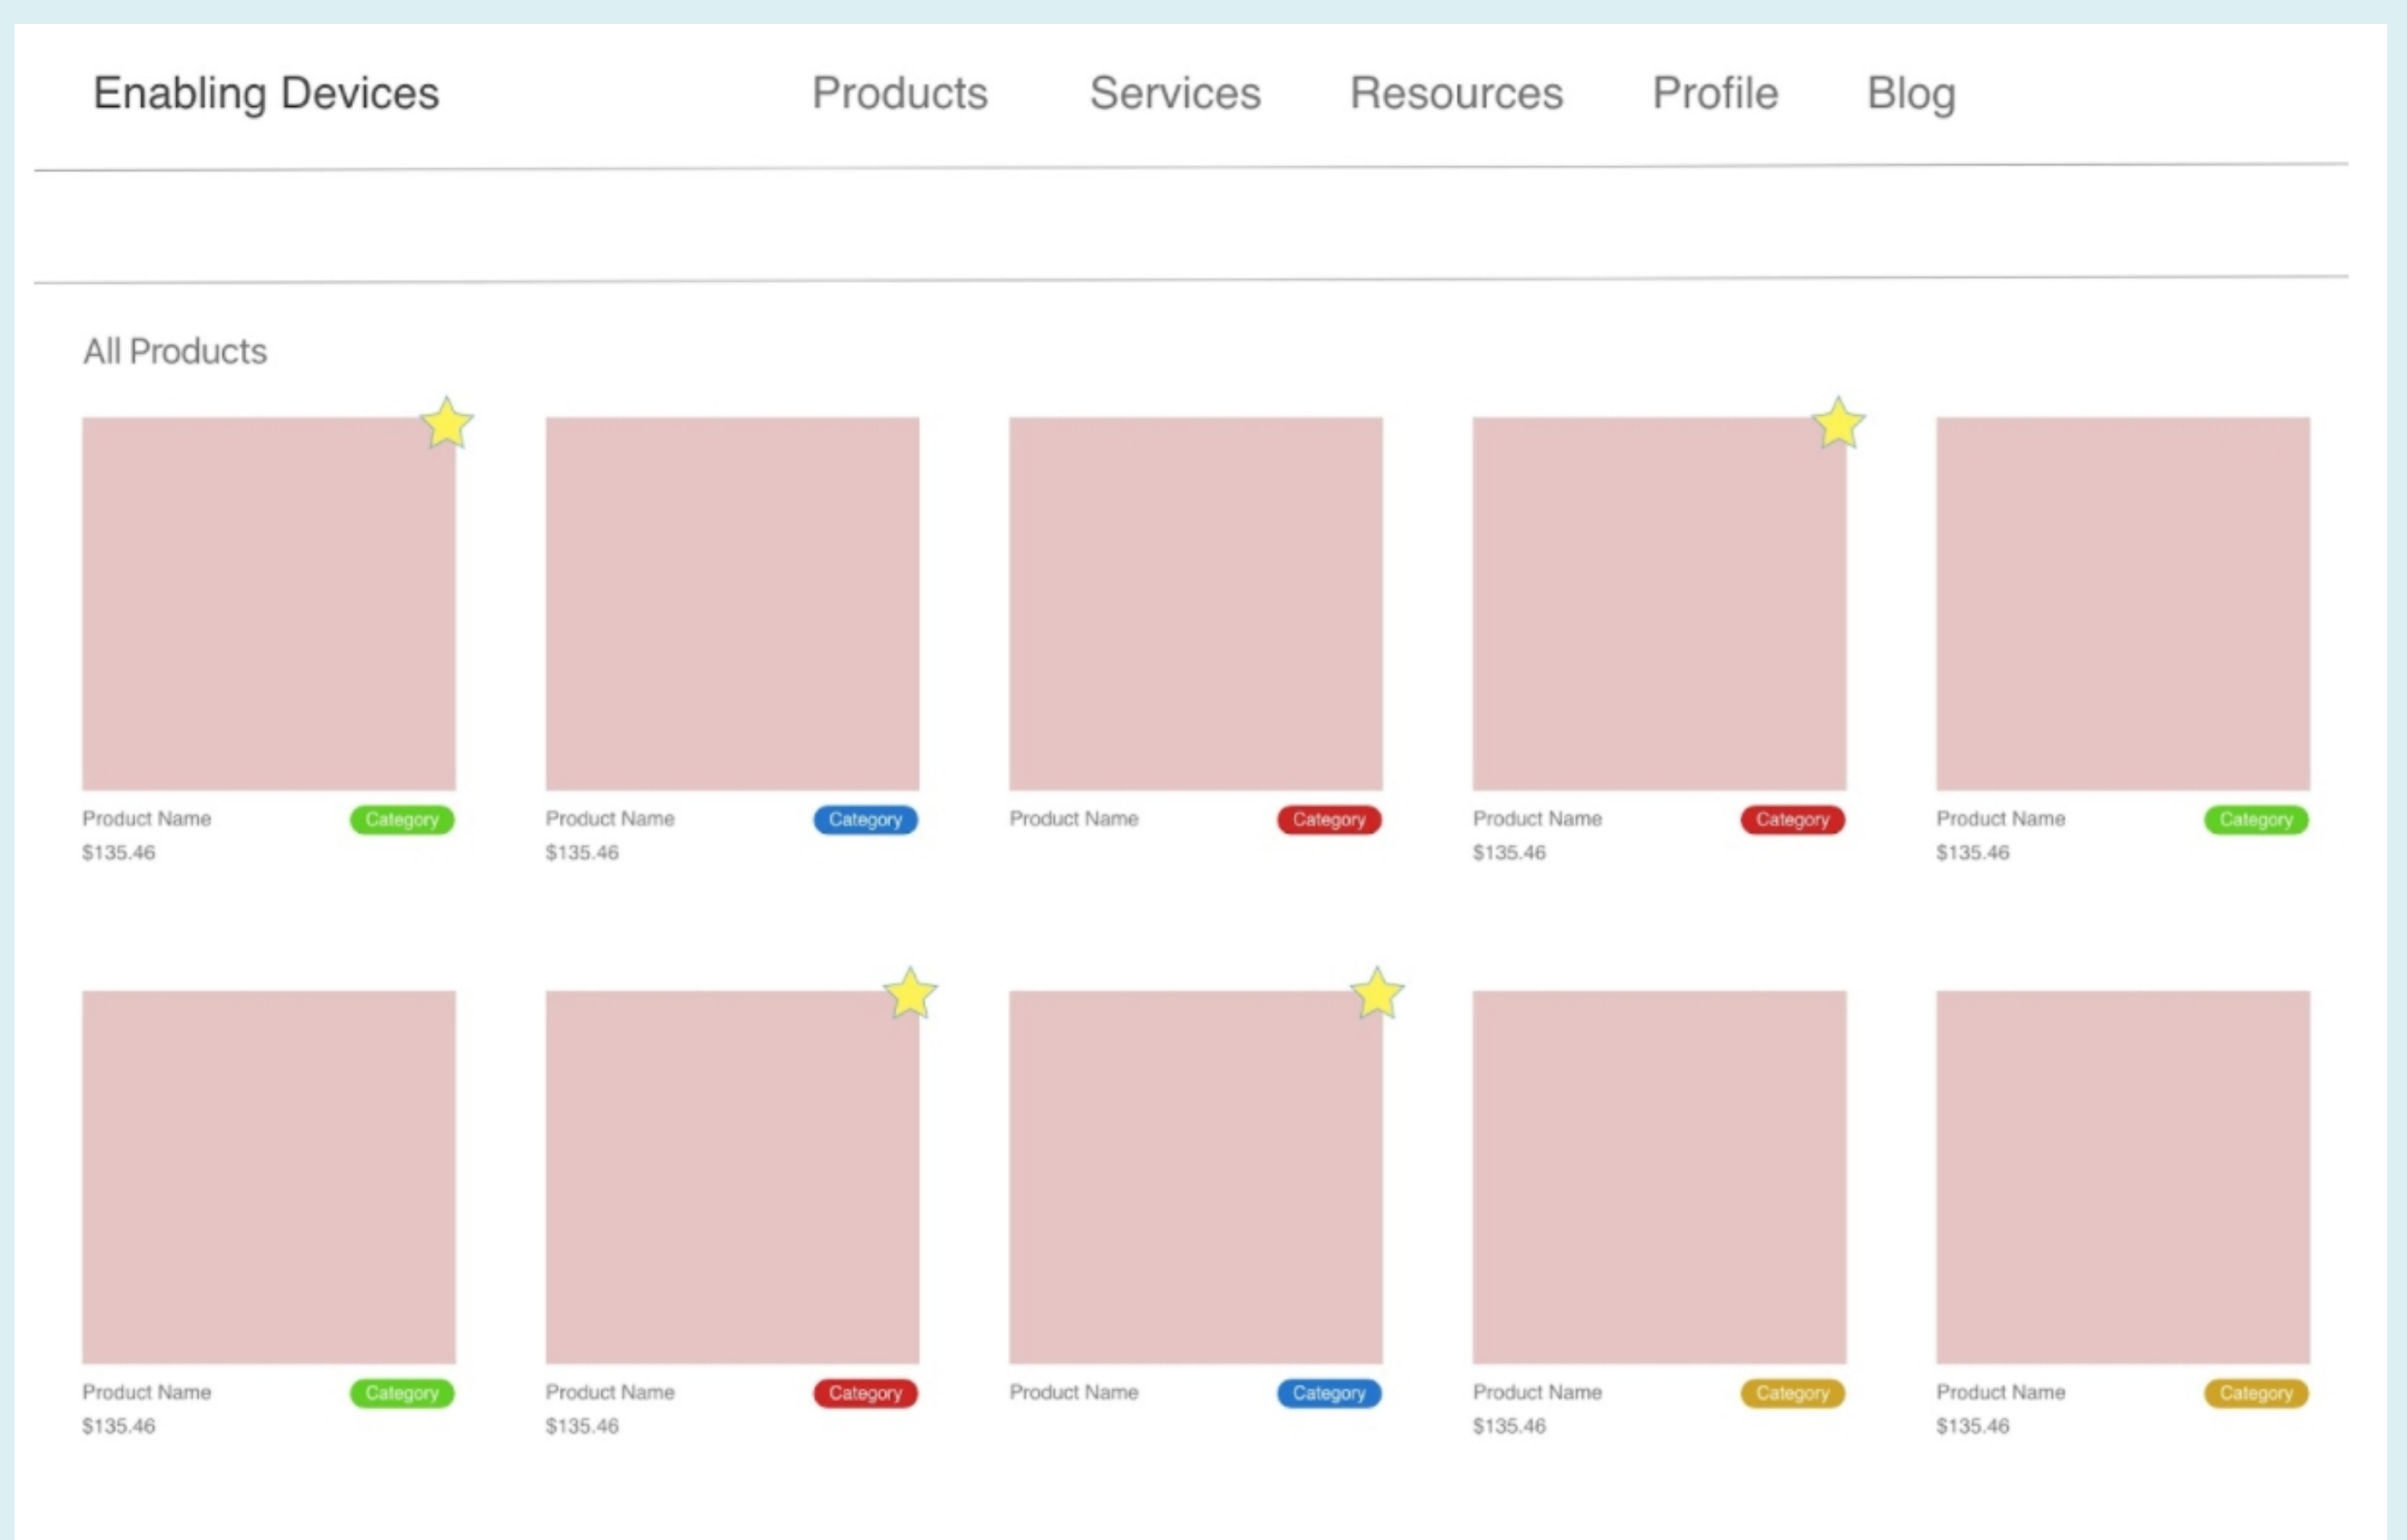 Enabling Devices Products Services Resources Profile Blog
All Products
Product Name Category Product Name Category Product Name Category Product Name Category Product Name Category
$135.46 $135.46 $135.46 $135.46
Product Name Category Product Name Category Product Name Category Product Name Category Product Name Category
$135.46 $135.46 $135.46 $135.46